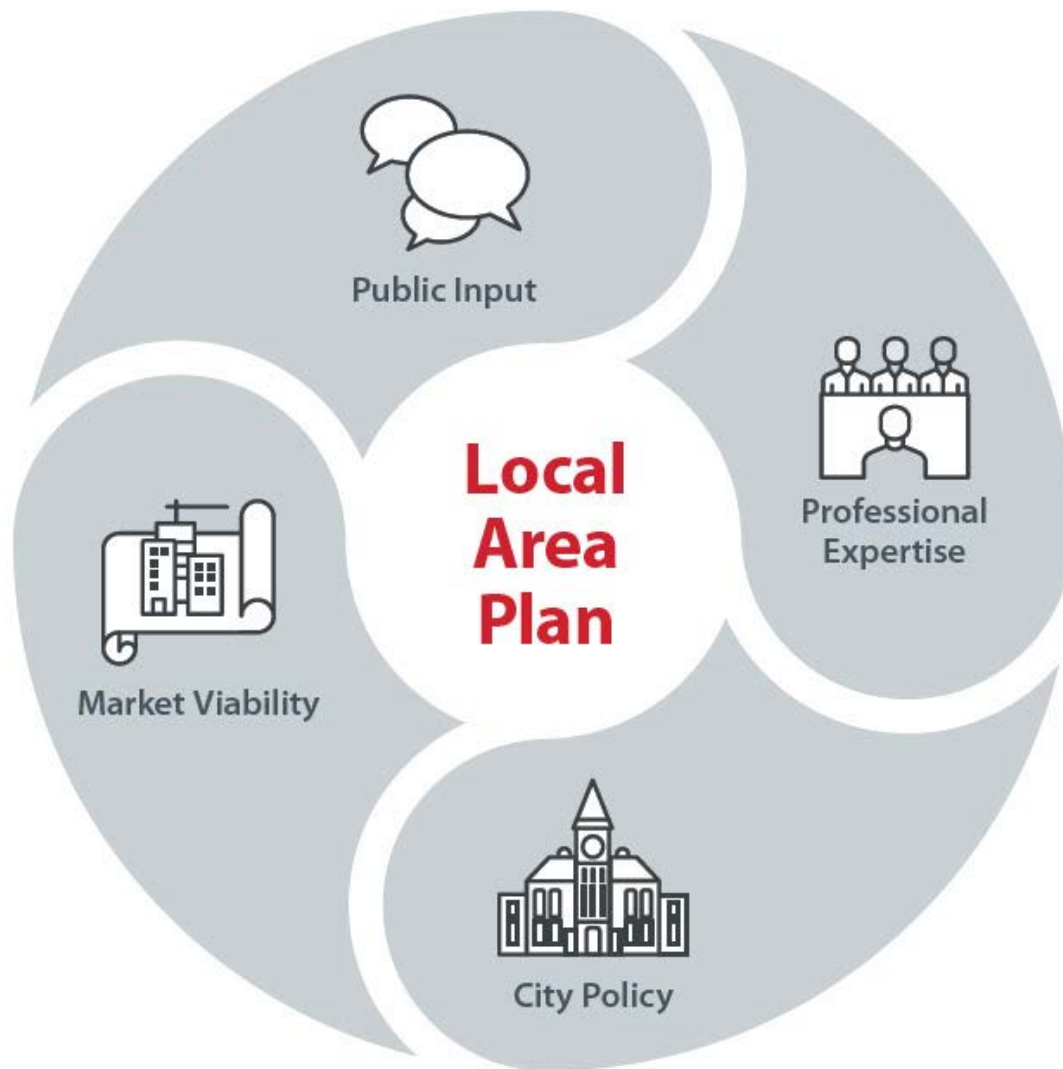 Public Input
Professional
Expertise
Local
Area
Plan
Market Viability
City Policy